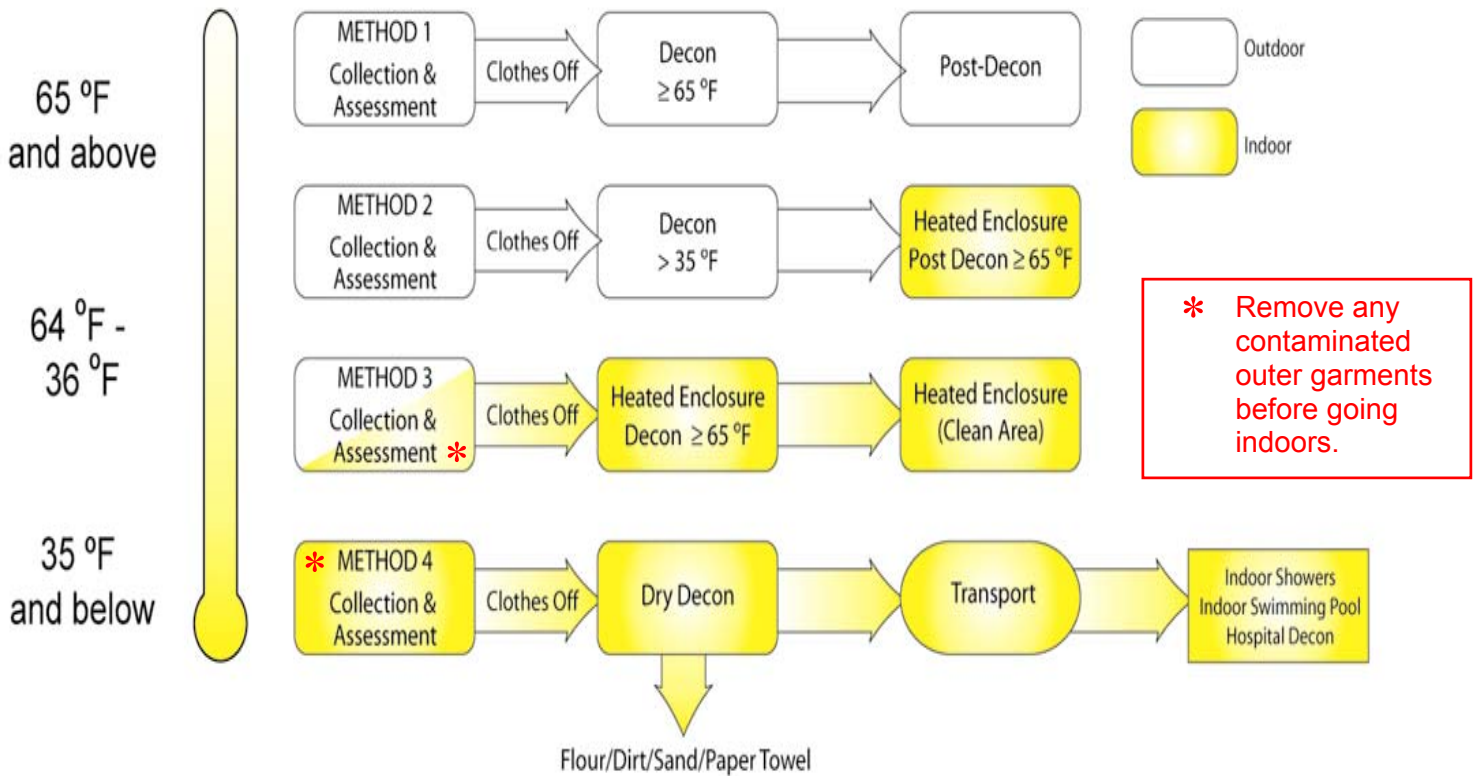 65 ºF
and above
64 ºF -
36 ºF
35 ºF
and below
METHOD 1
Collection &
Assessment
Clothes Off
Decon
≥ 65 ºF
Post-Decon
METHOD 2
Collection &
Assessment
Clothes Off
Decon
> 35 ºF
Heated Enclosure
Post Decon ≥ 65 ºF
METHOD 3
Collection &
Assessment *
Clothes Off
Heated Enclosure
Decon ≥ 65 ºF
Heated Enclosure
(Clean Area)
* METHOD 4
Collection &
Assessment
Clothes Off
Dry Decon
Transport
Indoor Showers
Indoor Swimming Pool
Hospital Decon
Flour/Dirt/Sand/Paper Towel
Outdoor
Indoor
* Remove any
contaminated
outer garments
before going
indoors.